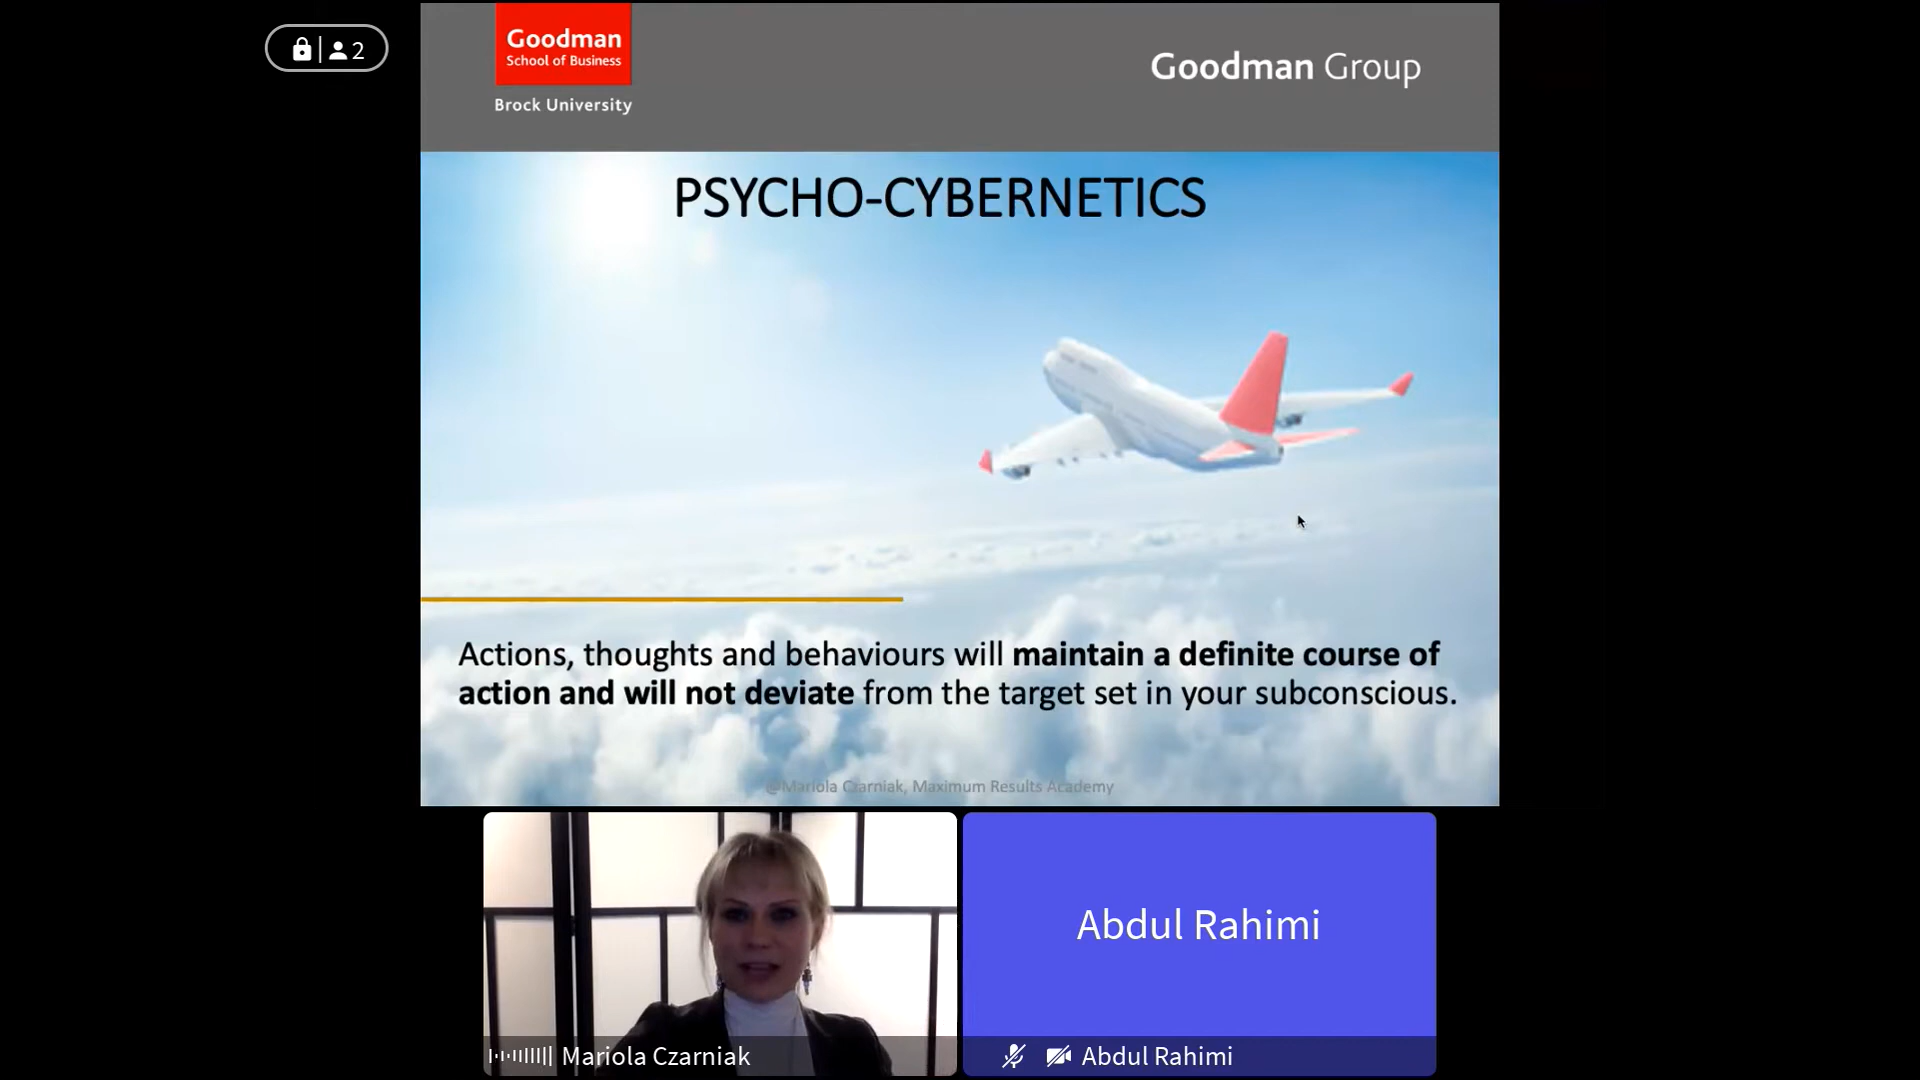 2
Goodman
School of Business
Brock University
Goodman Group
PSYCHO-CYBERNETICS
Actions, thoughts and behaviours will maintain a definite course of
action and will not deviate from the target set in your subconscious.
@Mariola Czarniak, Maximum Results Academy
Abdul Rahimi
Mariola Czarniak
Abdul Rahimi